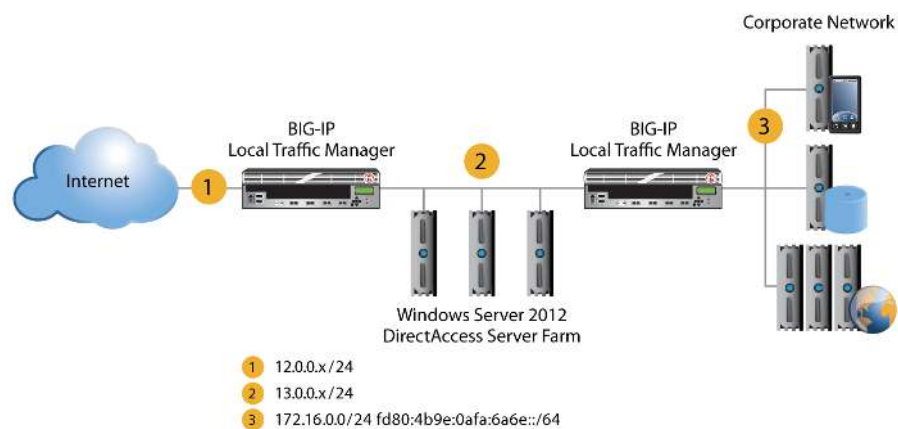 Corporate Network
BIG-IP
Local Traffic Manager
BIG-IP
Local Traffic Manager
Internet
1
2
3
Windows Server 2012
DirectAccess Server Farm
1 12.0.0.x/24
2 13.0.0.x/24
3 172.16.0.0/24 fd80:4b9e:0afa:6a6e::/64